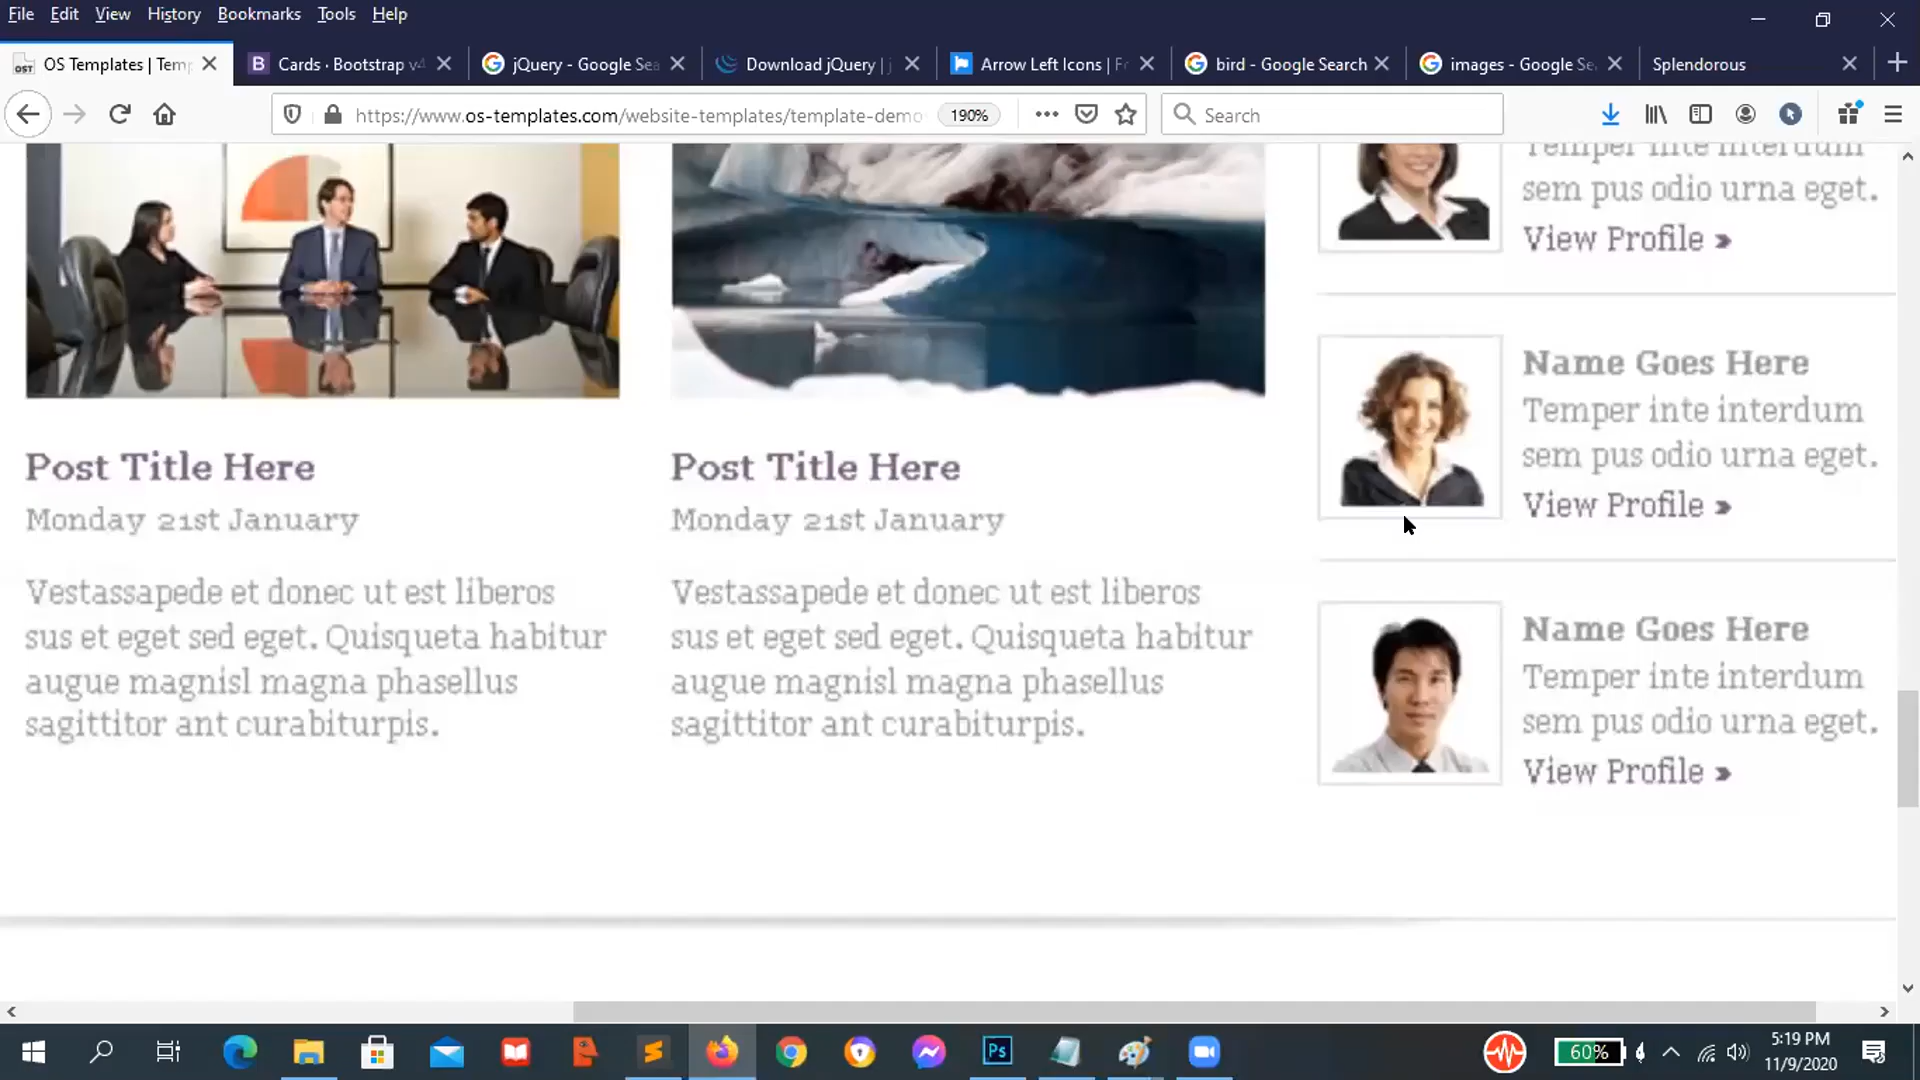 File Edit View History Bookmarks Tools Help
OS Templates | Temp
Cards · Bootstrap v4
jQuery - Google Sea
Download jQuery | j
Arrow Left Icons | Fr
bird - Google Search
images - Google Se
Splendorous
https://www.os-templates.com/website-templates/template-demo
190%
Search
Post Title Here
Monday 21st January
Vestassapede et donec ut est liberos
sus et eget sed eget. Quisqueta habitur
augue magnisl magna phasellus
sagittitor ant curabiturpis.
Post Title Here
Monday 21st January
Vestassapede et donec ut est liberos
sus et eget sed eget. Quisqueta habitur
augue magnisl magna phasellus
sagittitor ant curabiturpis.
Temper inte interdum
sem pus odio urna eget.
View Profile »
Name Goes Here
Temper inte interdum
sem pus odio urna eget.
View Profile »
Name Goes Here
Temper inte interdum
sem pus odio urna eget.
View Profile »
Ps
60%
5:19 PM
11/9/2020